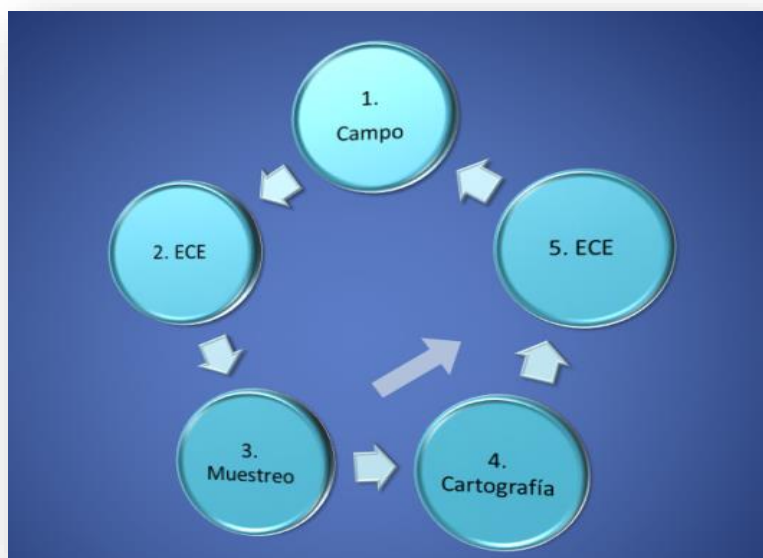 1.
Campo
2. ECE
3.
Muestreo
4.
Cartografía
5. ECE